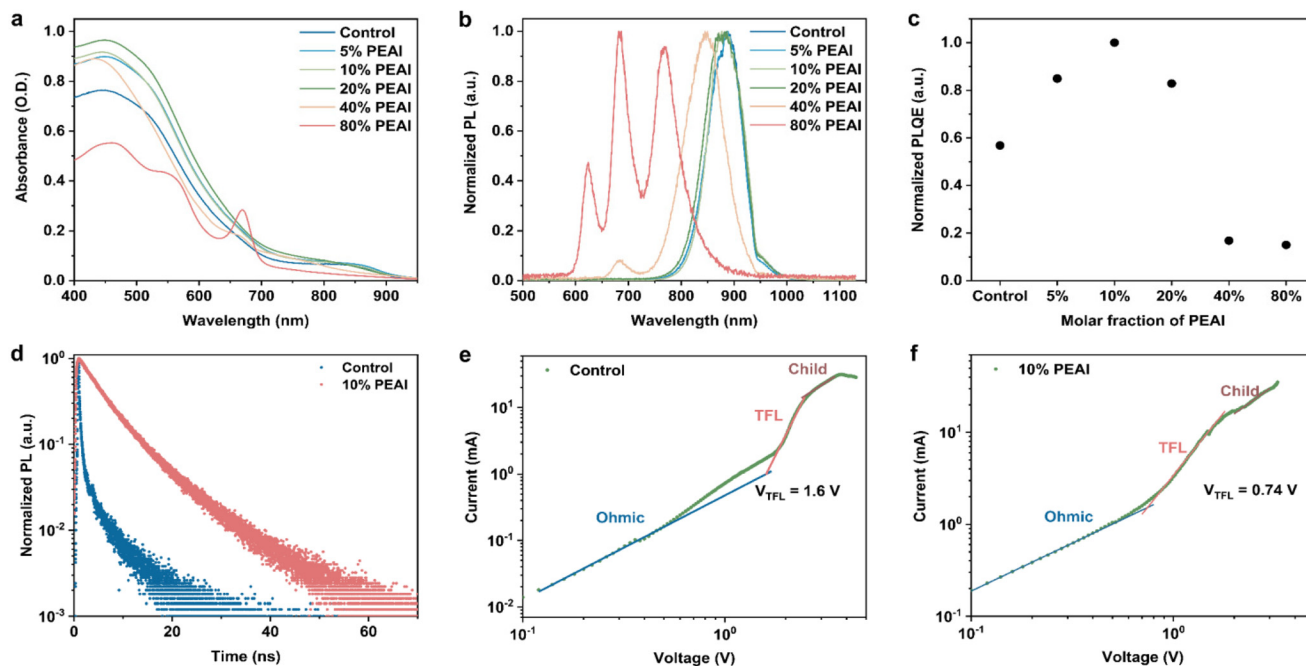 a
Control
5% PEAI
10% PEAI
20% PEAI
40% PEAI
80% PEAI
Absorbance (O.D.)
1.0
0.8
0.6
0.4
0.2
0.0
400 500 600 700 800 900
Wavelength (nm)
b
Control
5% PEAI
10% PEAI
20% PEAI
40% PEAI
80% PEAI
Normalized PL (a.u.)
1.0
0.8
0.6
0.4
0.2
0.0
500 600 700 800 900 1000 1100
Wavelength (nm)
c
Normalized PLQE (a.u.)
1.0
0.8
0.6
0.4
0.2
0.0
Control 5% 10% 20% 40% 80%
Molar fraction of PEAI
d
Control
10% PEAI
Normalized PL (a.u.)
10⁰
10⁻¹
10⁻²
10⁻³
0 20 40 60
Time (ns)
e
Control
Child
TFL
V_TFL = 1.6 V
Ohmic
Current (mA)
10²
10¹
10⁰
10⁻¹
10⁻²
10⁻¹ 10⁰
Voltage (V)
f
10% PEAI
Child
TFL
V_TFL = 0.74 V
Ohmic
Current (mA)
10²
10¹
10⁰
10⁻¹
10⁻¹ 10⁰
Voltage (V)